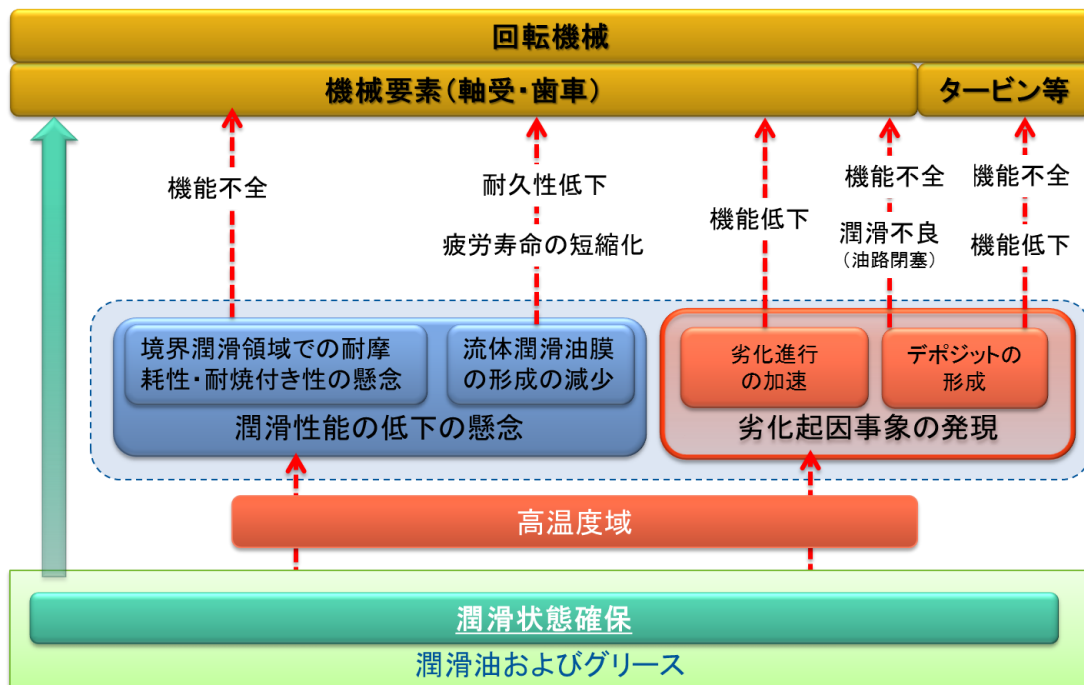 回転機械
機械要素(軸受・歯車)
タービン等
機能不全
耐久性低下
疲労寿命の短縮化
機能低下
機能不全
潤滑不良
(油路閉塞)
機能不全
機能低下
境界潤滑領域での耐摩
耗性・耐焼付き性の懸念
流体潤滑油膜
の形成の減少
潤滑性能の低下の懸念
劣化進行
の加速
デポジットの
形成
劣化起因事象の発現
高温度域
潤滑状態確保
潤滑油およびグリース